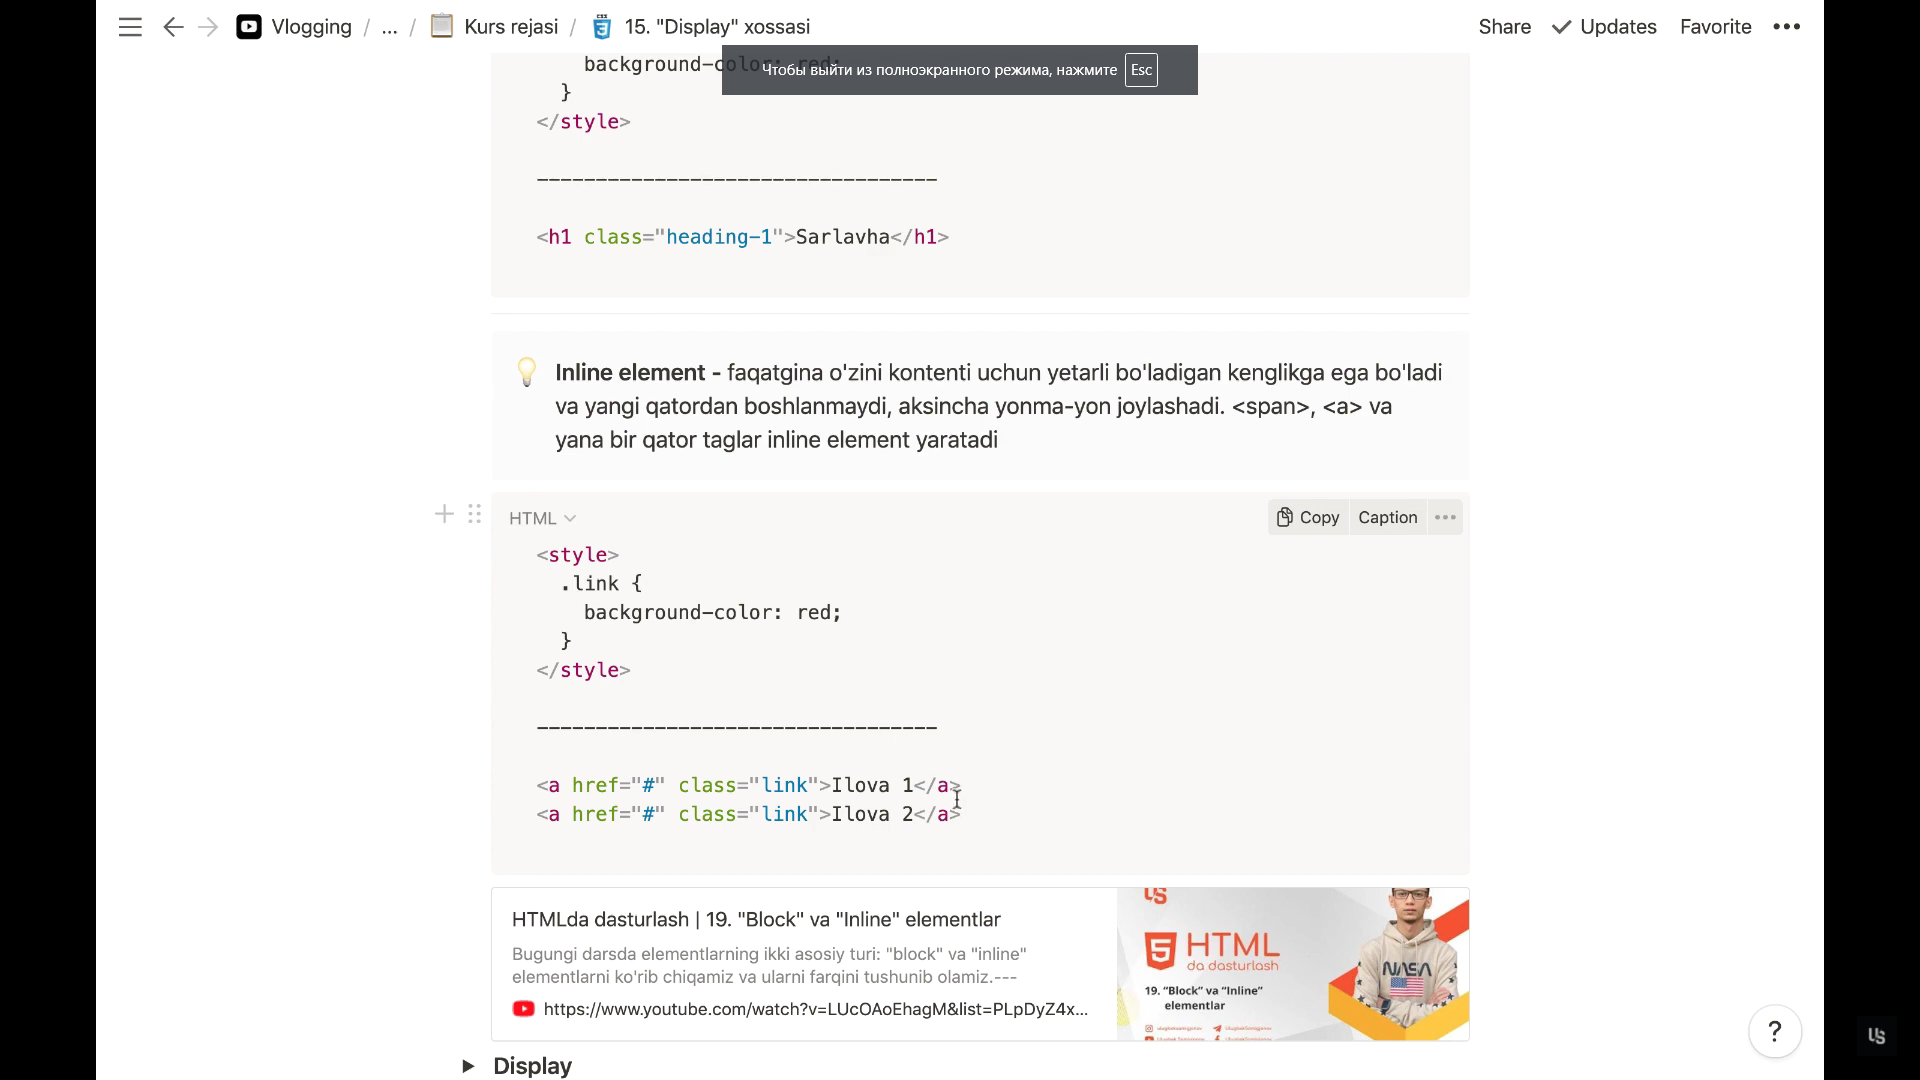 Vlogging / ... / Kurs rejasi / 15. "Display" xossasi
Share Updates Favorite •••
background-color: red;
Чтобы выйти из полноэкранного режима, нажмите Esc
}
</style>
----------------------------------
<h1 class="heading-1">Sarlavha</h1>
Inline element - faqatgina o'zini kontenti uchun yetarli bo'ladigan kenglikga ega bo'ladi
va yangi qatordan boshlanmaydi, aksincha yonma-yon joylashadi. <span>, <a> va
yana bir qator taglar inline element yaratadi
HTML
Copy Caption •••
<style>
.link {
background-color: red;
}
</style>
----------------------------------
<a href="#" class="link">Ilova 1</a>
<a href="#" class="link">Ilova 2</a>
HTMLda dasturlash | 19. "Block" va "Inline" elementlar
Bugungi darsda elementlarning ikki asosiy turi: "block" va "inline"
elementlarni ko'rib chiqamiz va ularni farqini tushunib olamiz.---
https://www.youtube.com/watch?v=LUcOAoEhagM&list=PLpDyZ4x...
US
5 HTML
da dasturlash
19. "Block" va "Inline"
elementlar
NASA
?
US
Display